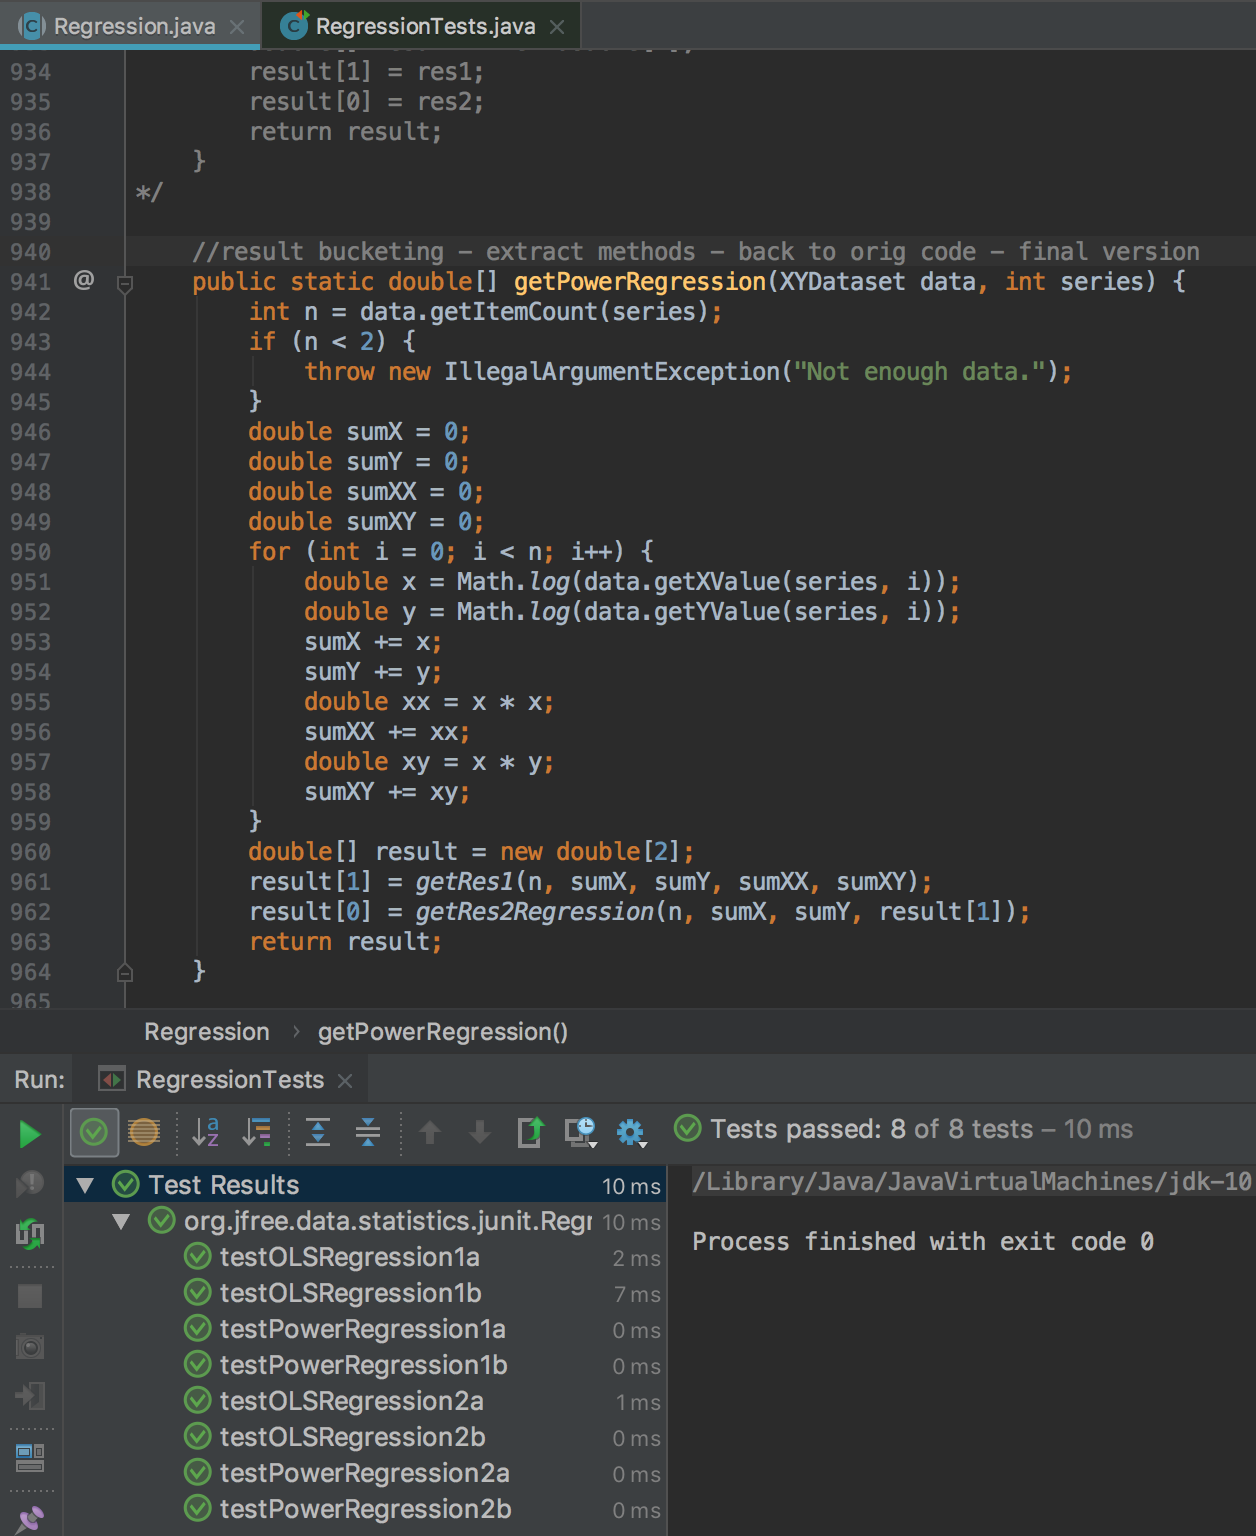 Regression.java
RegressionTests.java
934 result[1] = res1;
935 result[0] = res2;
936 return result;
937 }
938 */
939
940 //result bucketing – extract methods – back to orig code – final version
941 @ public static double[] getPowerRegression(XYDataset data, int series) {
942 int n = data.getItemCount(series);
943 if (n < 2) {
944 throw new IllegalArgumentException("Not enough data.");
945 }
946 double sumX = 0;
947 double sumY = 0;
948 double sumXX = 0;
949 double sumXY = 0;
950 for (int i = 0; i < n; i++) {
951 double x = Math.log(data.getXValue(series, i));
952 double y = Math.log(data.getYValue(series, i));
953 sumX += x;
954 sumY += y;
955 double xx = x * x;
956 sumXX += xx;
957 double xy = x * y;
958 sumXY += xy;
959 }
960 double[] result = new double[2];
961 result[1] = getRes1(n, sumX, sumY, sumXX, sumXY);
962 result[0] = getRes2Regression(n, sumX, sumY, result[1]);
963 return result;
964 }
965
Regression › getPowerRegression()
Run: RegressionTests
Tests passed: 8 of 8 tests – 10 ms
Test Results 10 ms
org.jfree.data.statistics.junit.Regr 10 ms
testOLSRegression1a 2 ms
testOLSRegression1b 7 ms
testPowerRegression1a 0 ms
testPowerRegression1b 0 ms
testOLSRegression2a 1 ms
testOLSRegression2b 0 ms
testPowerRegression2a 0 ms
testPowerRegression2b 0 ms
/Library/Java/JavaVirtualMachines/jdk-10
Process finished with exit code 0